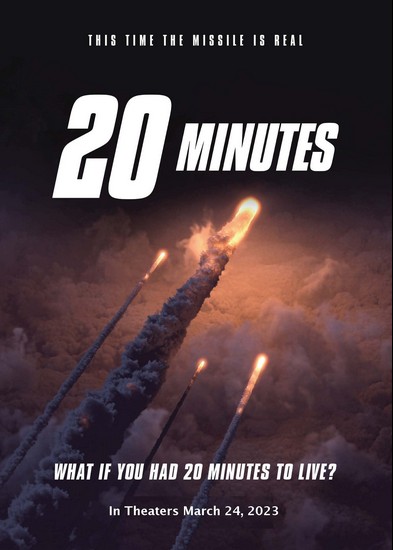 THIS TIME THE MISSILE IS REAL
20 MINUTES
WHAT IF YOU HAD 20 MINUTES TO LIVE?
In Theaters March 24, 2023